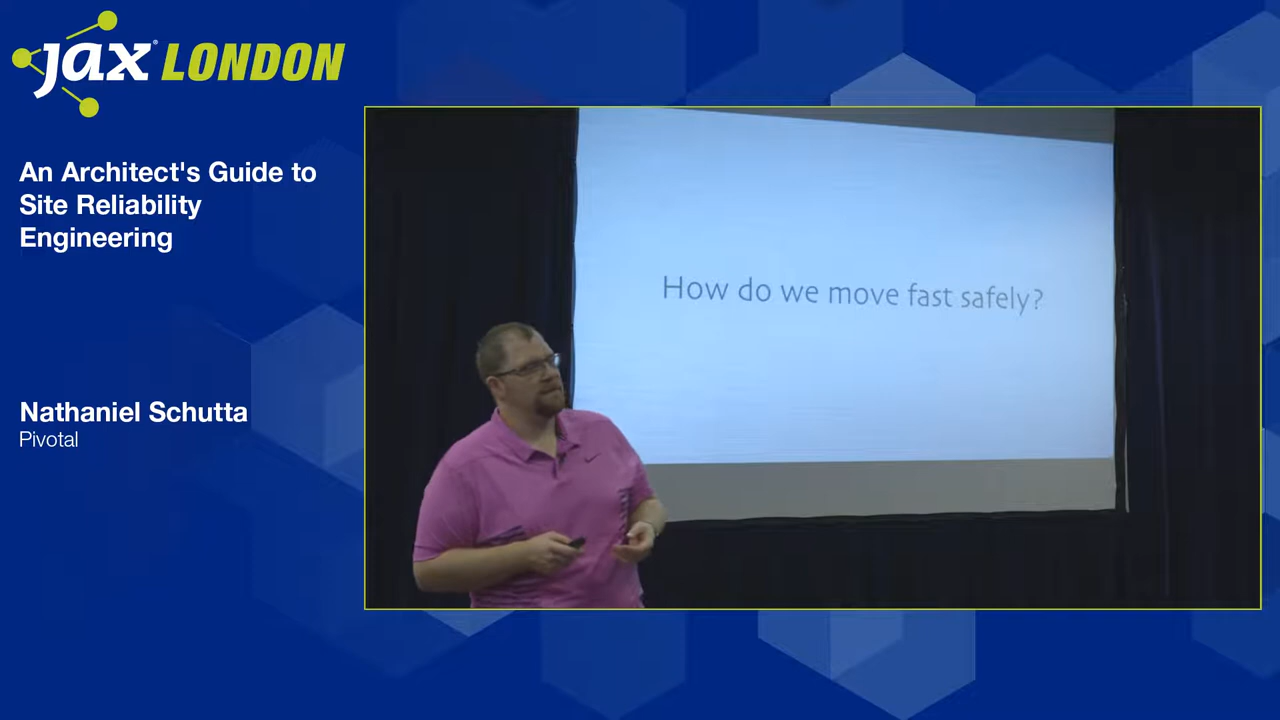 jax® LONDON
An Architect's Guide to
Site Reliability
Engineering
Nathaniel Schutta
Pivotal
How do we move fast safely?